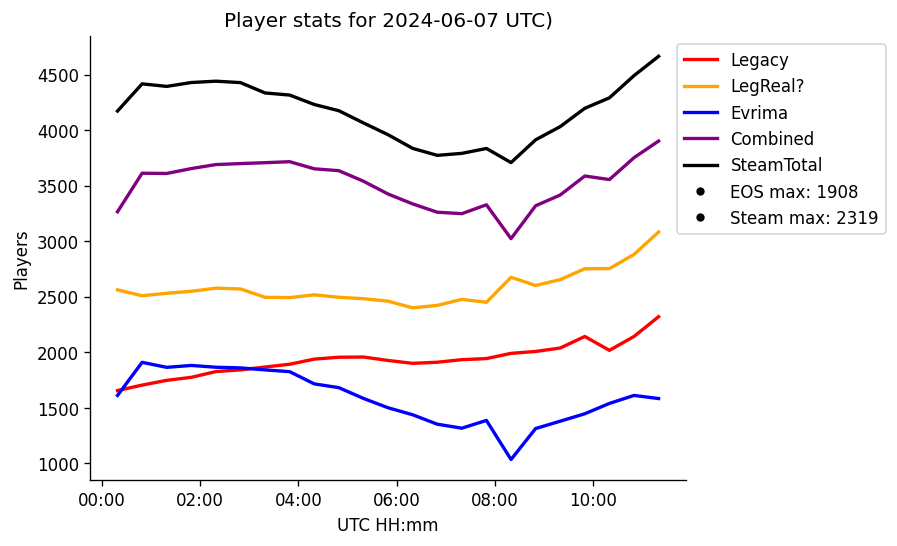 Player stats for 2024-06-07 UTC)
Legacy
LegReal?
Evrima
Combined
SteamTotal
EOS max: 1908
Steam max: 2319
Players
4500
4000
3500
3000
2500
2000
1500
1000
00:00 02:00 04:00 06:00 08:00 10:00
UTC HH:mm